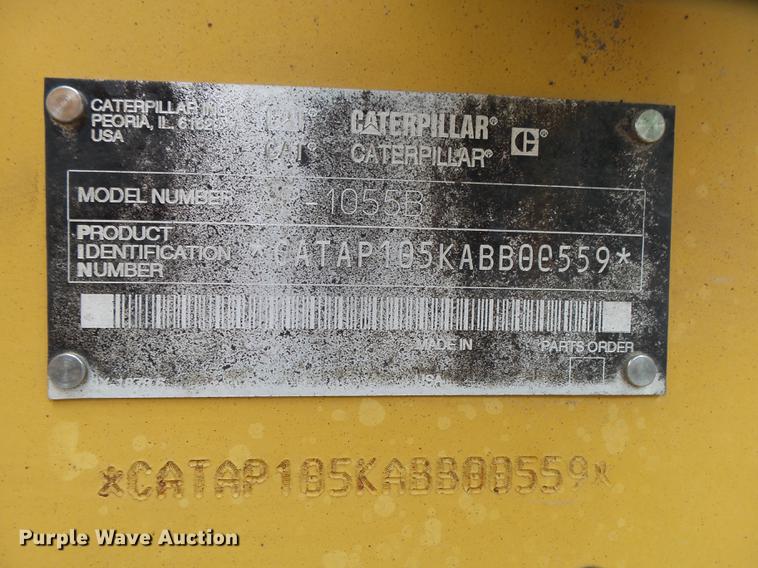 CATERPILLAR
PEORIA, IL.
USA
CAT® CATERPILLAR®
CAT® CATERPILLAR®
MODEL NUMBER -1055B
PRODUCT
IDENTIFICATION *CATAP105KABB00559*
NUMBER
MADE IN PARTS ORDER
USA
*CATAP105KABB00559*
Purple Wave Auction